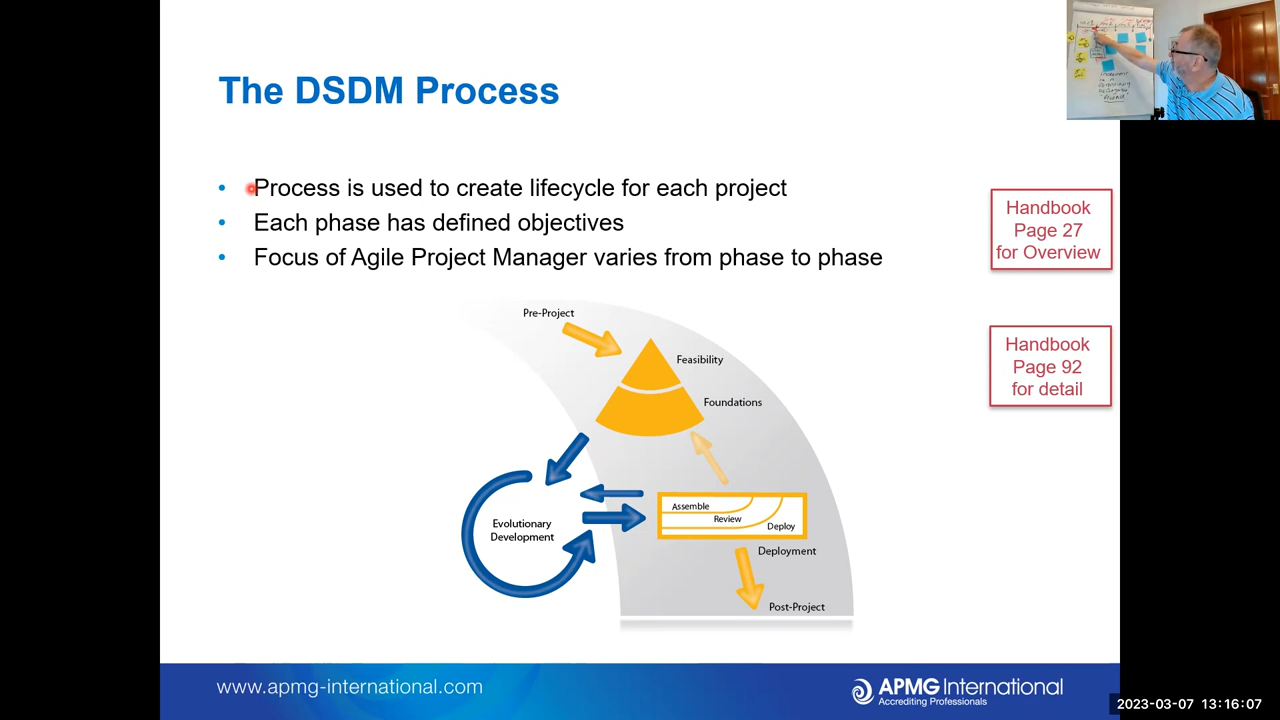 The DSDM Process
• Process is used to create lifecycle for each project
• Each phase has defined objectives
• Focus of Agile Project Manager varies from phase to phase
Handbook
Page 27
for Overview
Handbook
Page 92
for detail
Pre-Project
Feasibility
Foundations
Evolutionary
Development
Assemble
Review
Deploy
Deployment
Post-Project
www.apmg-international.com
APMG International
Accrediting Professionals
2023-03-07 13:16:07